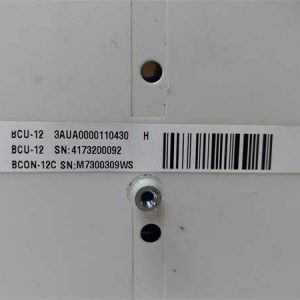 BCU-12 3AUA0000110430 H
BCU-12 SN:4173200092
BCON-12C SN:M7300309WS